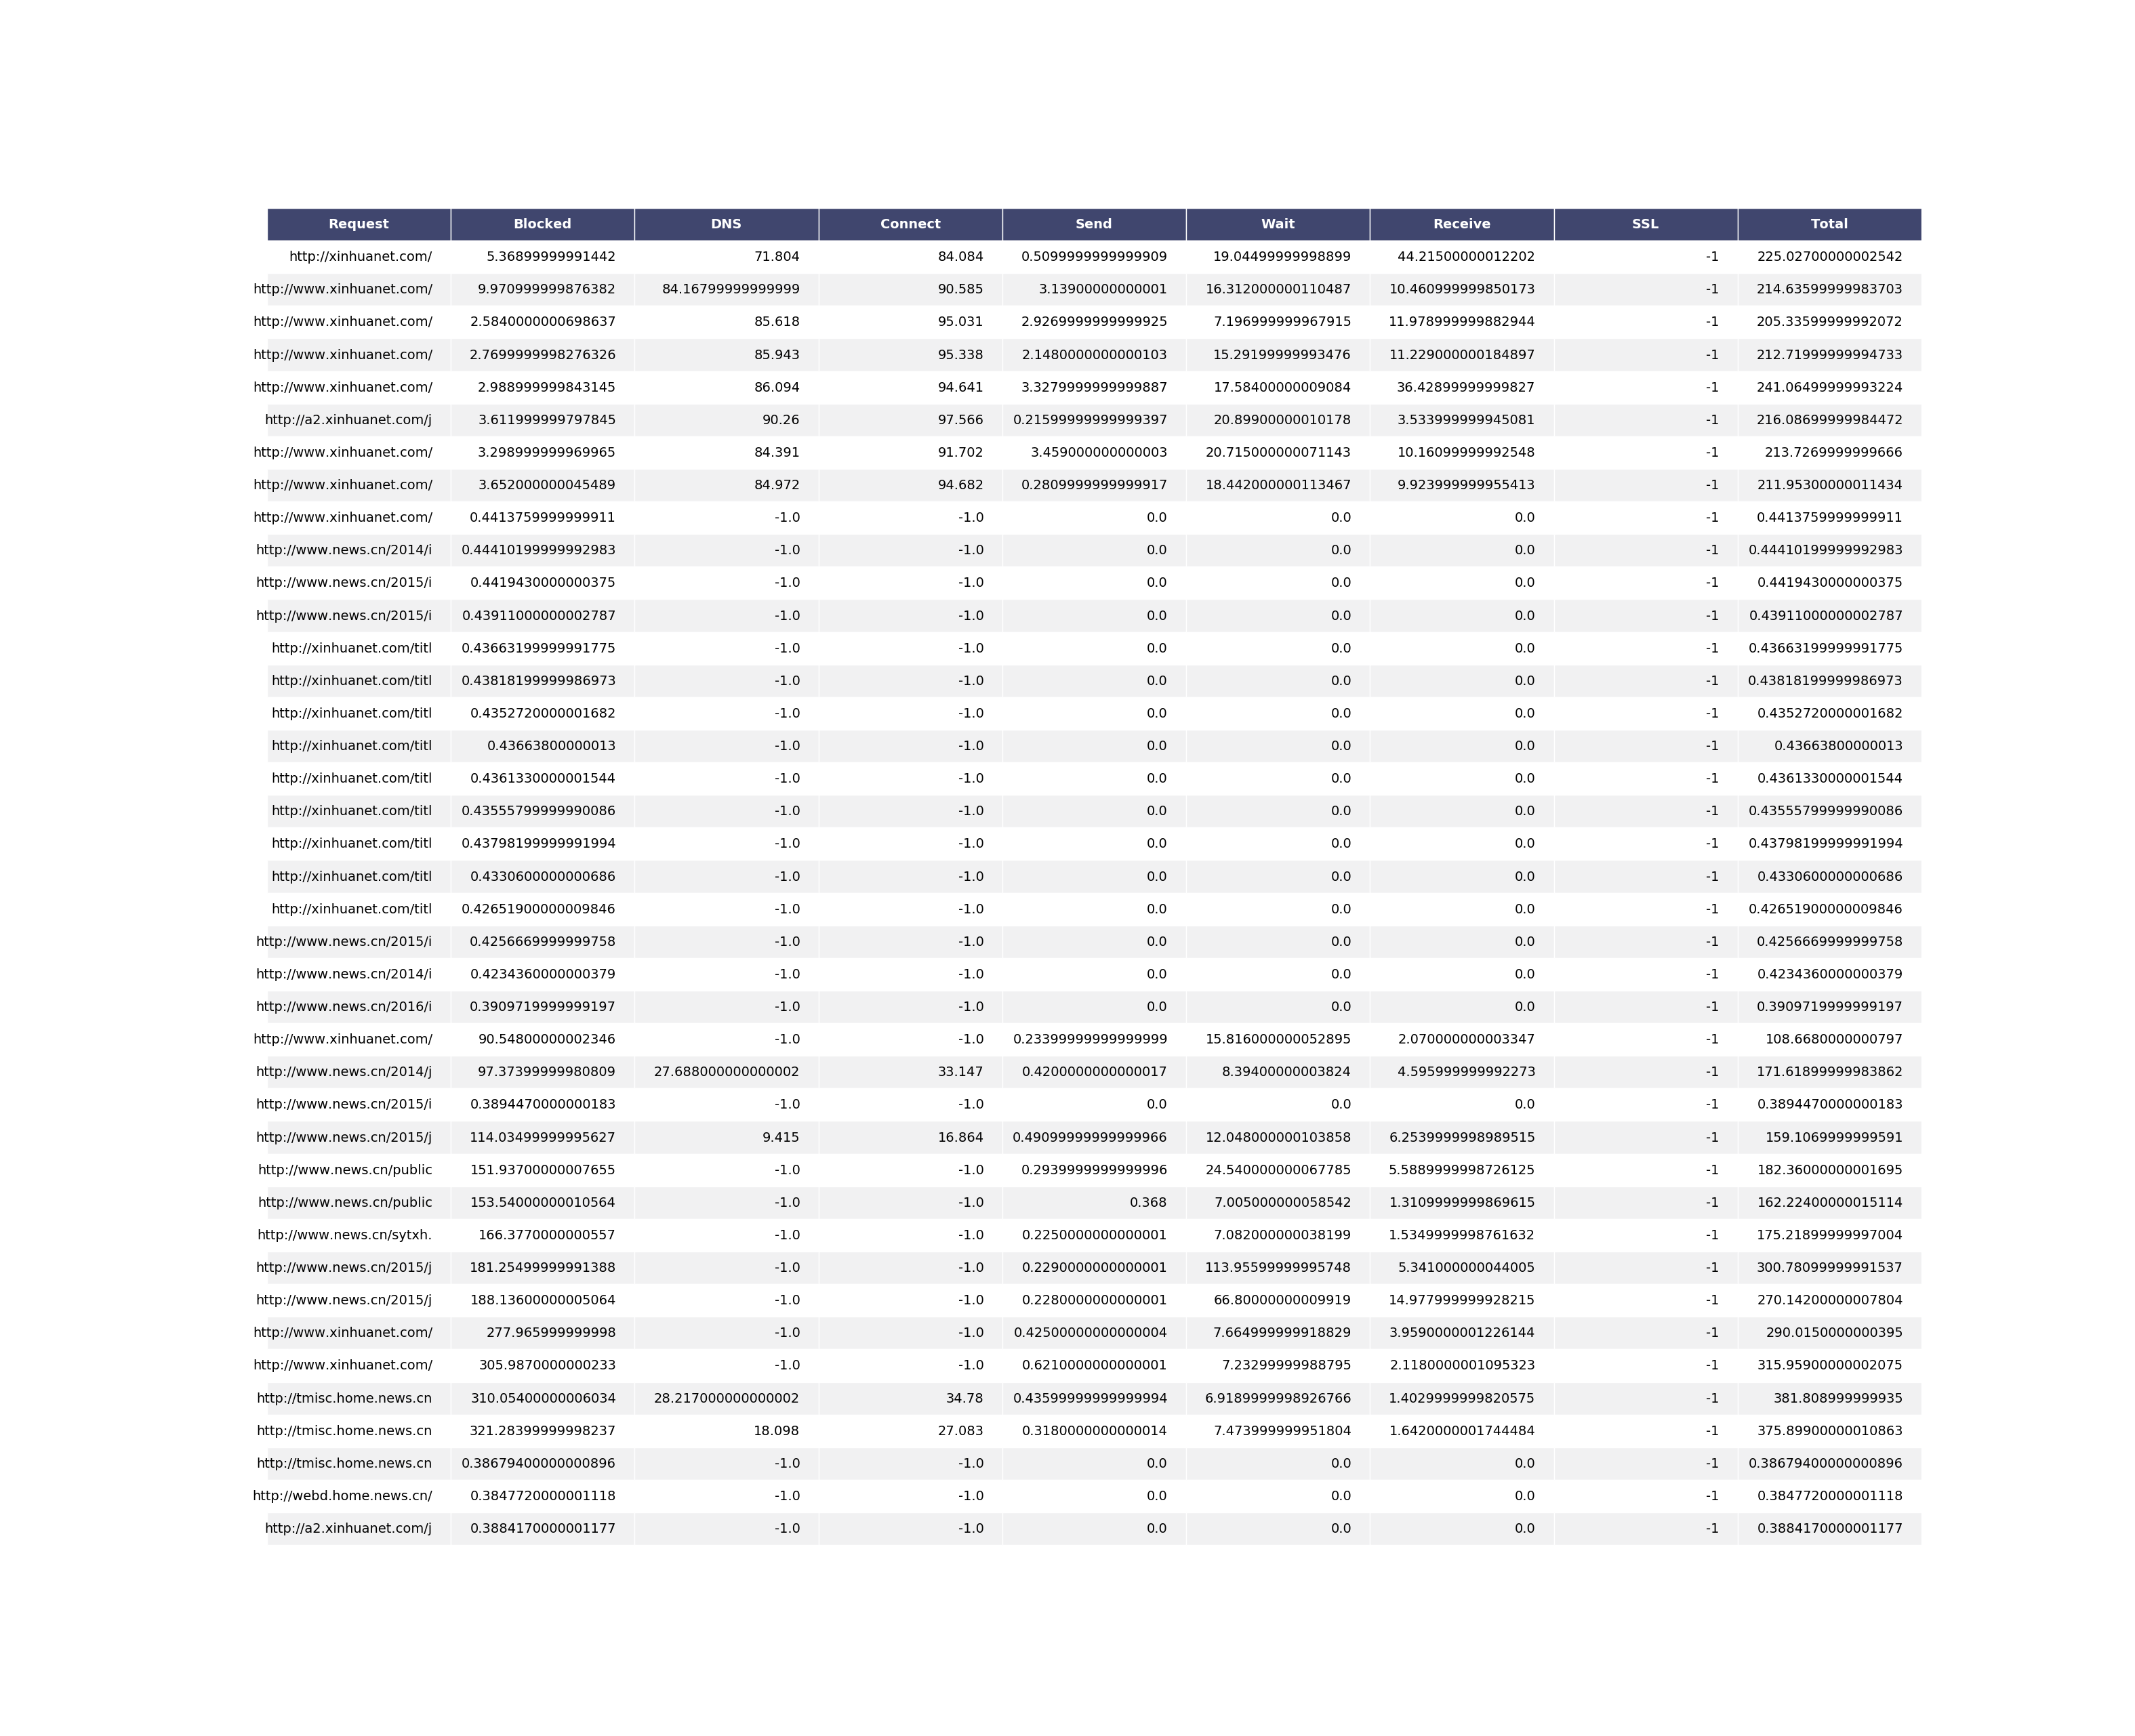 Request Blocked DNS Connect Send Wait Receive SSL Total
http://xinhuanet.com/ 5.36899999991442 71.804 84.084 0.5099999999999909 19.04499999998899 44.21500000012202 -1 225.02700000002542
http://www.xinhuanet.com/ 9.970999999876382 84.16799999999999 90.585 3.13900000000001 16.312000000110487 10.460999999850173 -1 214.63599999983703
http://www.xinhuanet.com/ 2.5840000000698637 85.618 95.031 2.9269999999999925 7.196999999967915 11.978999999882944 -1 205.33599999992072
http://www.xinhuanet.com/ 2.7699999998276326 85.943 95.338 2.1480000000000103 15.29199999993476 11.229000000184897 -1 212.71999999994733
http://www.xinhuanet.com/ 2.988999999843145 86.094 94.641 3.3279999999999887 17.58400000009084 36.42899999999827 -1 241.06499999993224
http://a2.xinhuanet.com/j 3.611999999797845 90.26 97.566 0.21599999999999397 20.89900000010178 3.533999999945081 -1 216.08699999984472
http://www.xinhuanet.com/ 3.298999999969965 84.391 91.702 3.459000000000003 20.715000000071143 10.16099999992548 -1 213.7269999999666
http://www.xinhuanet.com/ 3.652000000045489 84.972 94.682 0.2809999999999917 18.442000000113467 9.923999999955413 -1 211.95300000011434
http://www.xinhuanet.com/ 0.4413759999999911 -1.0 -1.0 0.0 0.0 0.0 -1 0.4413759999999911
http://www.news.cn/2014/i 0.44410199999992983 -1.0 -1.0 0.0 0.0 0.0 -1 0.44410199999992983
http://www.news.cn/2015/i 0.4419430000000375 -1.0 -1.0 0.0 0.0 0.0 -1 0.4419430000000375
http://www.news.cn/2015/i 0.43911000000002787 -1.0 -1.0 0.0 0.0 0.0 -1 0.43911000000002787
http://xinhuanet.com/titl 0.43663199999991775 -1.0 -1.0 0.0 0.0 0.0 -1 0.43663199999991775
http://xinhuanet.com/titl 0.43818199999986973 -1.0 -1.0 0.0 0.0 0.0 -1 0.43818199999986973
http://xinhuanet.com/titl 0.4352720000001682 -1.0 -1.0 0.0 0.0 0.0 -1 0.4352720000001682
http://xinhuanet.com/titl 0.43663800000013 -1.0 -1.0 0.0 0.0 0.0 -1 0.43663800000013
http://xinhuanet.com/titl 0.4361330000001544 -1.0 -1.0 0.0 0.0 0.0 -1 0.4361330000001544
http://xinhuanet.com/titl 0.43555799999990086 -1.0 -1.0 0.0 0.0 0.0 -1 0.43555799999990086
http://xinhuanet.com/titl 0.43798199999991994 -1.0 -1.0 0.0 0.0 0.0 -1 0.43798199999991994
http://xinhuanet.com/titl 0.4330600000000686 -1.0 -1.0 0.0 0.0 0.0 -1 0.4330600000000686
http://xinhuanet.com/titl 0.42651900000009846 -1.0 -1.0 0.0 0.0 0.0 -1 0.42651900000009846
http://www.news.cn/2015/i 0.4256669999999758 -1.0 -1.0 0.0 0.0 0.0 -1 0.4256669999999758
http://www.news.cn/2014/i 0.4234360000000379 -1.0 -1.0 0.0 0.0 0.0 -1 0.4234360000000379
http://www.news.cn/2016/i 0.3909719999999197 -1.0 -1.0 0.0 0.0 0.0 -1 0.3909719999999197
http://www.xinhuanet.com/ 90.54800000002346 -1.0 -1.0 0.23399999999999999 15.816000000052895 2.070000000003347 -1 108.6680000000797
http://www.news.cn/2014/j 97.37399999980809 27.688000000000002 33.147 0.4200000000000017 8.39400000003824 4.595999999992273 -1 171.61899999983862
http://www.news.cn/2015/i 0.3894470000000183 -1.0 -1.0 0.0 0.0 0.0 -1 0.3894470000000183
http://www.news.cn/2015/j 114.03499999995627 9.415 16.864 0.49099999999999966 12.048000000103858 6.2539999998989515 -1 159.1069999999591
http://www.news.cn/public 151.93700000007655 -1.0 -1.0 0.2939999999999996 24.540000000067785 5.5889999998726125 -1 182.36000000001695
http://www.news.cn/public 153.54000000010564 -1.0 -1.0 0.368 7.005000000058542 1.3109999999869615 -1 162.22400000015114
http://www.news.cn/sytxh. 166.3770000000557 -1.0 -1.0 0.2250000000000001 7.082000000038199 1.5349999998761632 -1 175.21899999997004
http://www.news.cn/2015/j 181.25499999991388 -1.0 -1.0 0.2290000000000001 113.95599999995748 5.341000000044005 -1 300.78099999991537
http://www.news.cn/2015/j 188.13600000005064 -1.0 -1.0 0.2280000000000001 66.80000000009919 14.977999999928215 -1 270.14200000007804
http://www.xinhuanet.com/ 277.965999999998 -1.0 -1.0 0.42500000000000004 7.664999999918829 3.9590000001226144 -1 290.0150000000395
http://www.xinhuanet.com/ 305.9870000000233 -1.0 -1.0 0.6210000000000001 7.23299999988795 2.1180000001095323 -1 315.95900000002075
http://tmisc.home.news.cn 310.05400000006034 28.217000000000002 34.78 0.43599999999999994 6.9189999998926766 1.4029999999820575 -1 381.808999999935
http://tmisc.home.news.cn 321.28399999998237 18.098 27.083 0.3180000000000014 7.473999999951804 1.6420000001744484 -1 375.89900000010863
http://tmisc.home.news.cn 0.38679400000000896 -1.0 -1.0 0.0 0.0 0.0 -1 0.38679400000000896
http://webd.home.news.cn/ 0.3847720000001118 -1.0 -1.0 0.0 0.0 0.0 -1 0.3847720000001118
http://a2.xinhuanet.com/j 0.3884170000001177 -1.0 -1.0 0.0 0.0 0.0 -1 0.3884170000001177